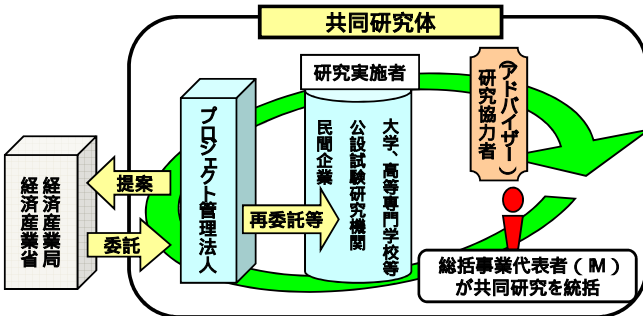 共同研究体
研究実施者
(アドバイザー)
研究協力者
プロジェクト管理法人
大学、高等専門学校等
公設試験研究機関
民間企業
経済産業局
経済産業省
提案
委託
再委託等
総括事業代表者(PM)
が共同研究を統括